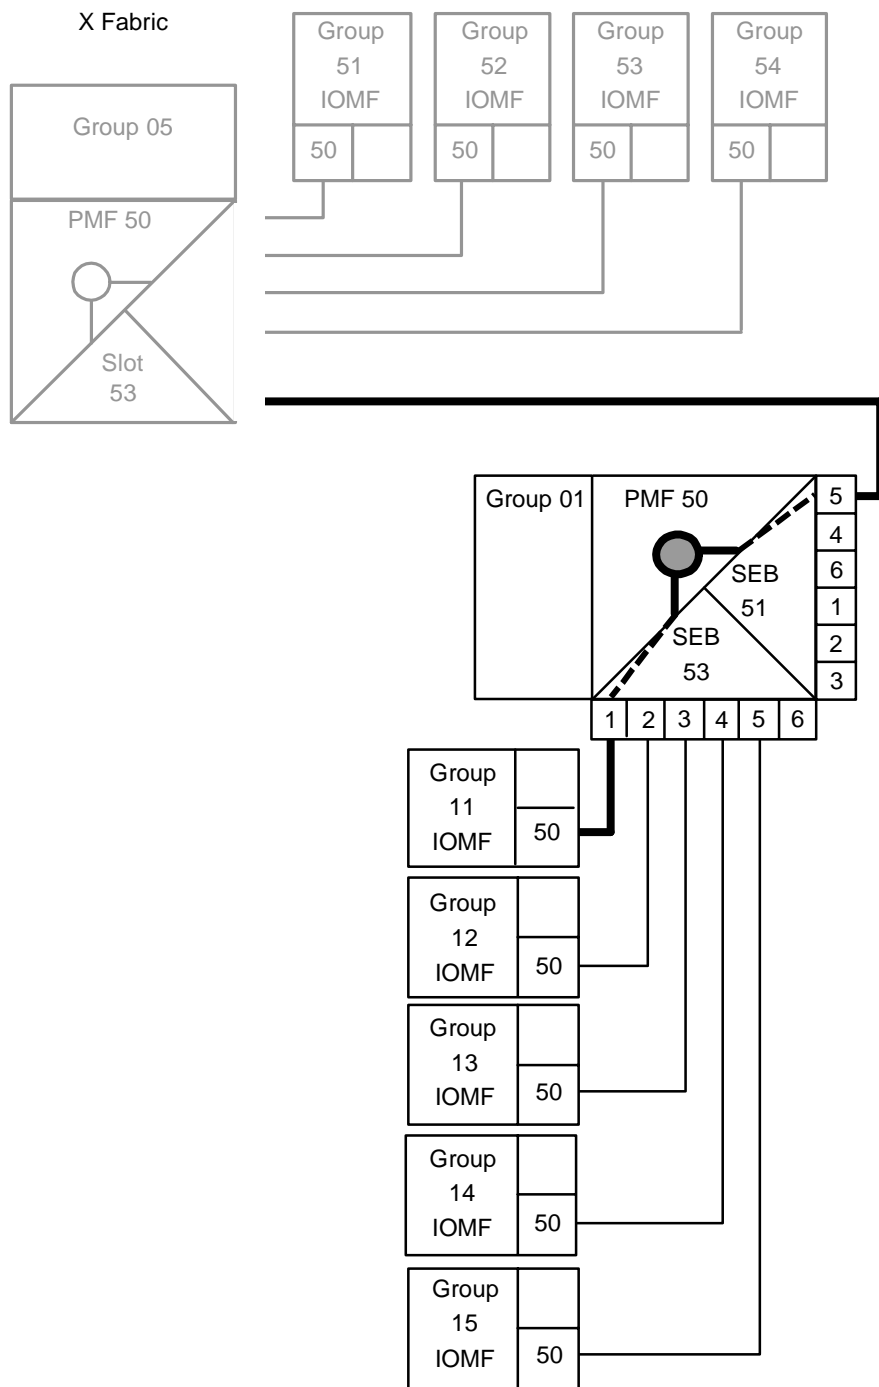 X Fabric
Group
51
IOMF
50
Group
52
IOMF
50
Group
53
IOMF
50
Group
54
IOMF
50
Group 05
PMF 50
Slot
53
Group 01
PMF 50
SEB
51
SEB
53
5
4
6
1
2
3
1 2 3 4 5 6
Group
11
IOMF
50
Group
12
IOMF
50
Group
13
IOMF
50
Group
14
IOMF
50
Group
15
IOMF
50